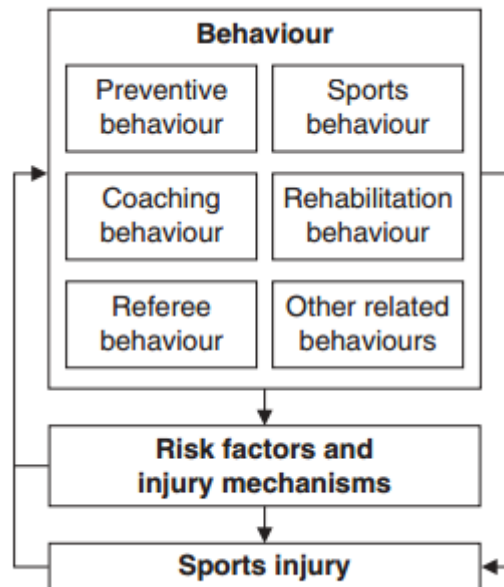 Behaviour
Preventive
behaviour
Sports
behaviour
Coaching
behaviour
Rehabilitation
behaviour
Referee
behaviour
Other related
behaviours
Risk factors and
injury mechanisms
Sports injury